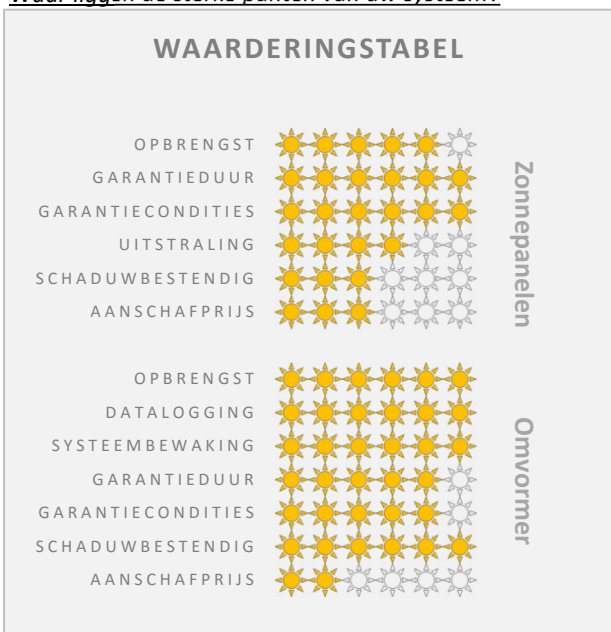 Waar liggen de sterke punten van uw systeem?
WAARDERINGSTABEL
OPBRENGST
GARANTIEDUUR
GARANTIECONDITIES
UITSTRALING
SCHADUWBESTENDIG
AANSCHAFPRIJS
Zonnepanelen
OPBRENGST
DATALOGGING
SYSTEEMBEWAKING
GARANTIEDUUR
GARANTIECONDITIES
SCHADUWBESTENDIG
AANSCHAFPRIJS
Omvormer